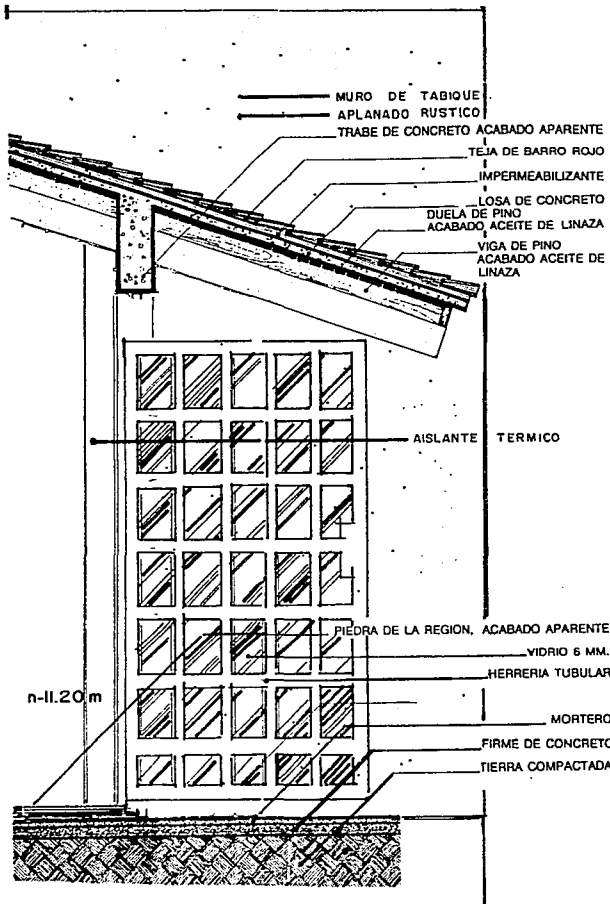 MURO DE TABIQUE
APLANADO RUSTICO
TRABE DE CONCRETO ACABADO APARENTE
TEJA DE BARRO ROJO
IMPERMEABILIZANTE
LOSA DE CONCRETO
DUELA DE PINO
ACABADO ACEITE DE LINAZA
VIGA DE PINO
ACABADO ACEITE DE
LINAZA
AISLANTE TERMICO
PIEDRA DE LA REGION, ACABADO APARENTE
VIDRIO 6 MM.
HERRERIA TUBULAR
n-11.20 m
MORTERO
FIRME DE CONCRETO
TIERRA COMPACTADA